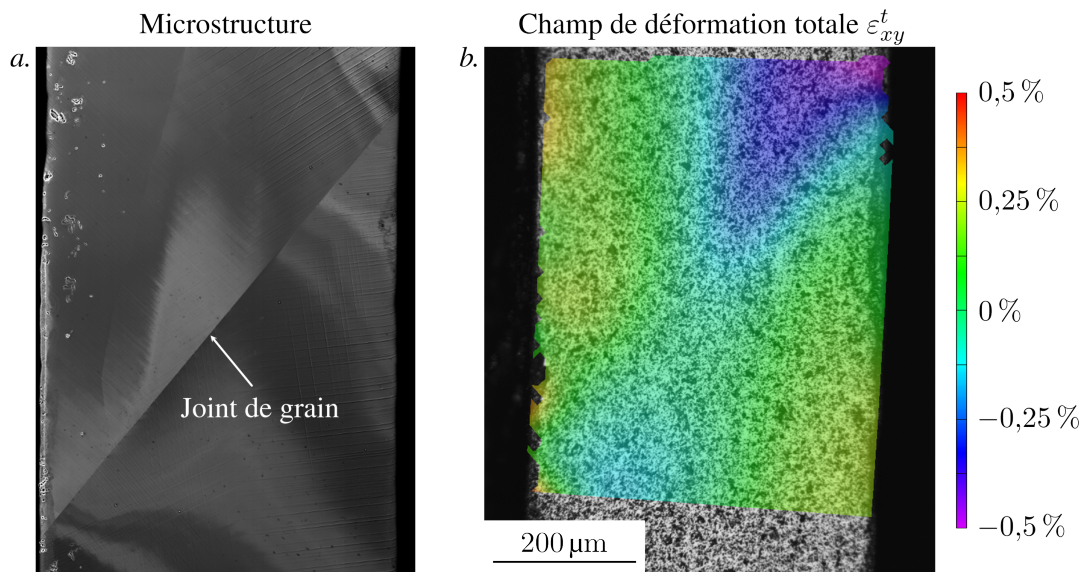 Microstructure
Champ de déformation totale ε^t_xy
a.
b.
Joint de grain
0,5 %
0,25 %
0 %
−0,25 %
−0,5 %
200 µm